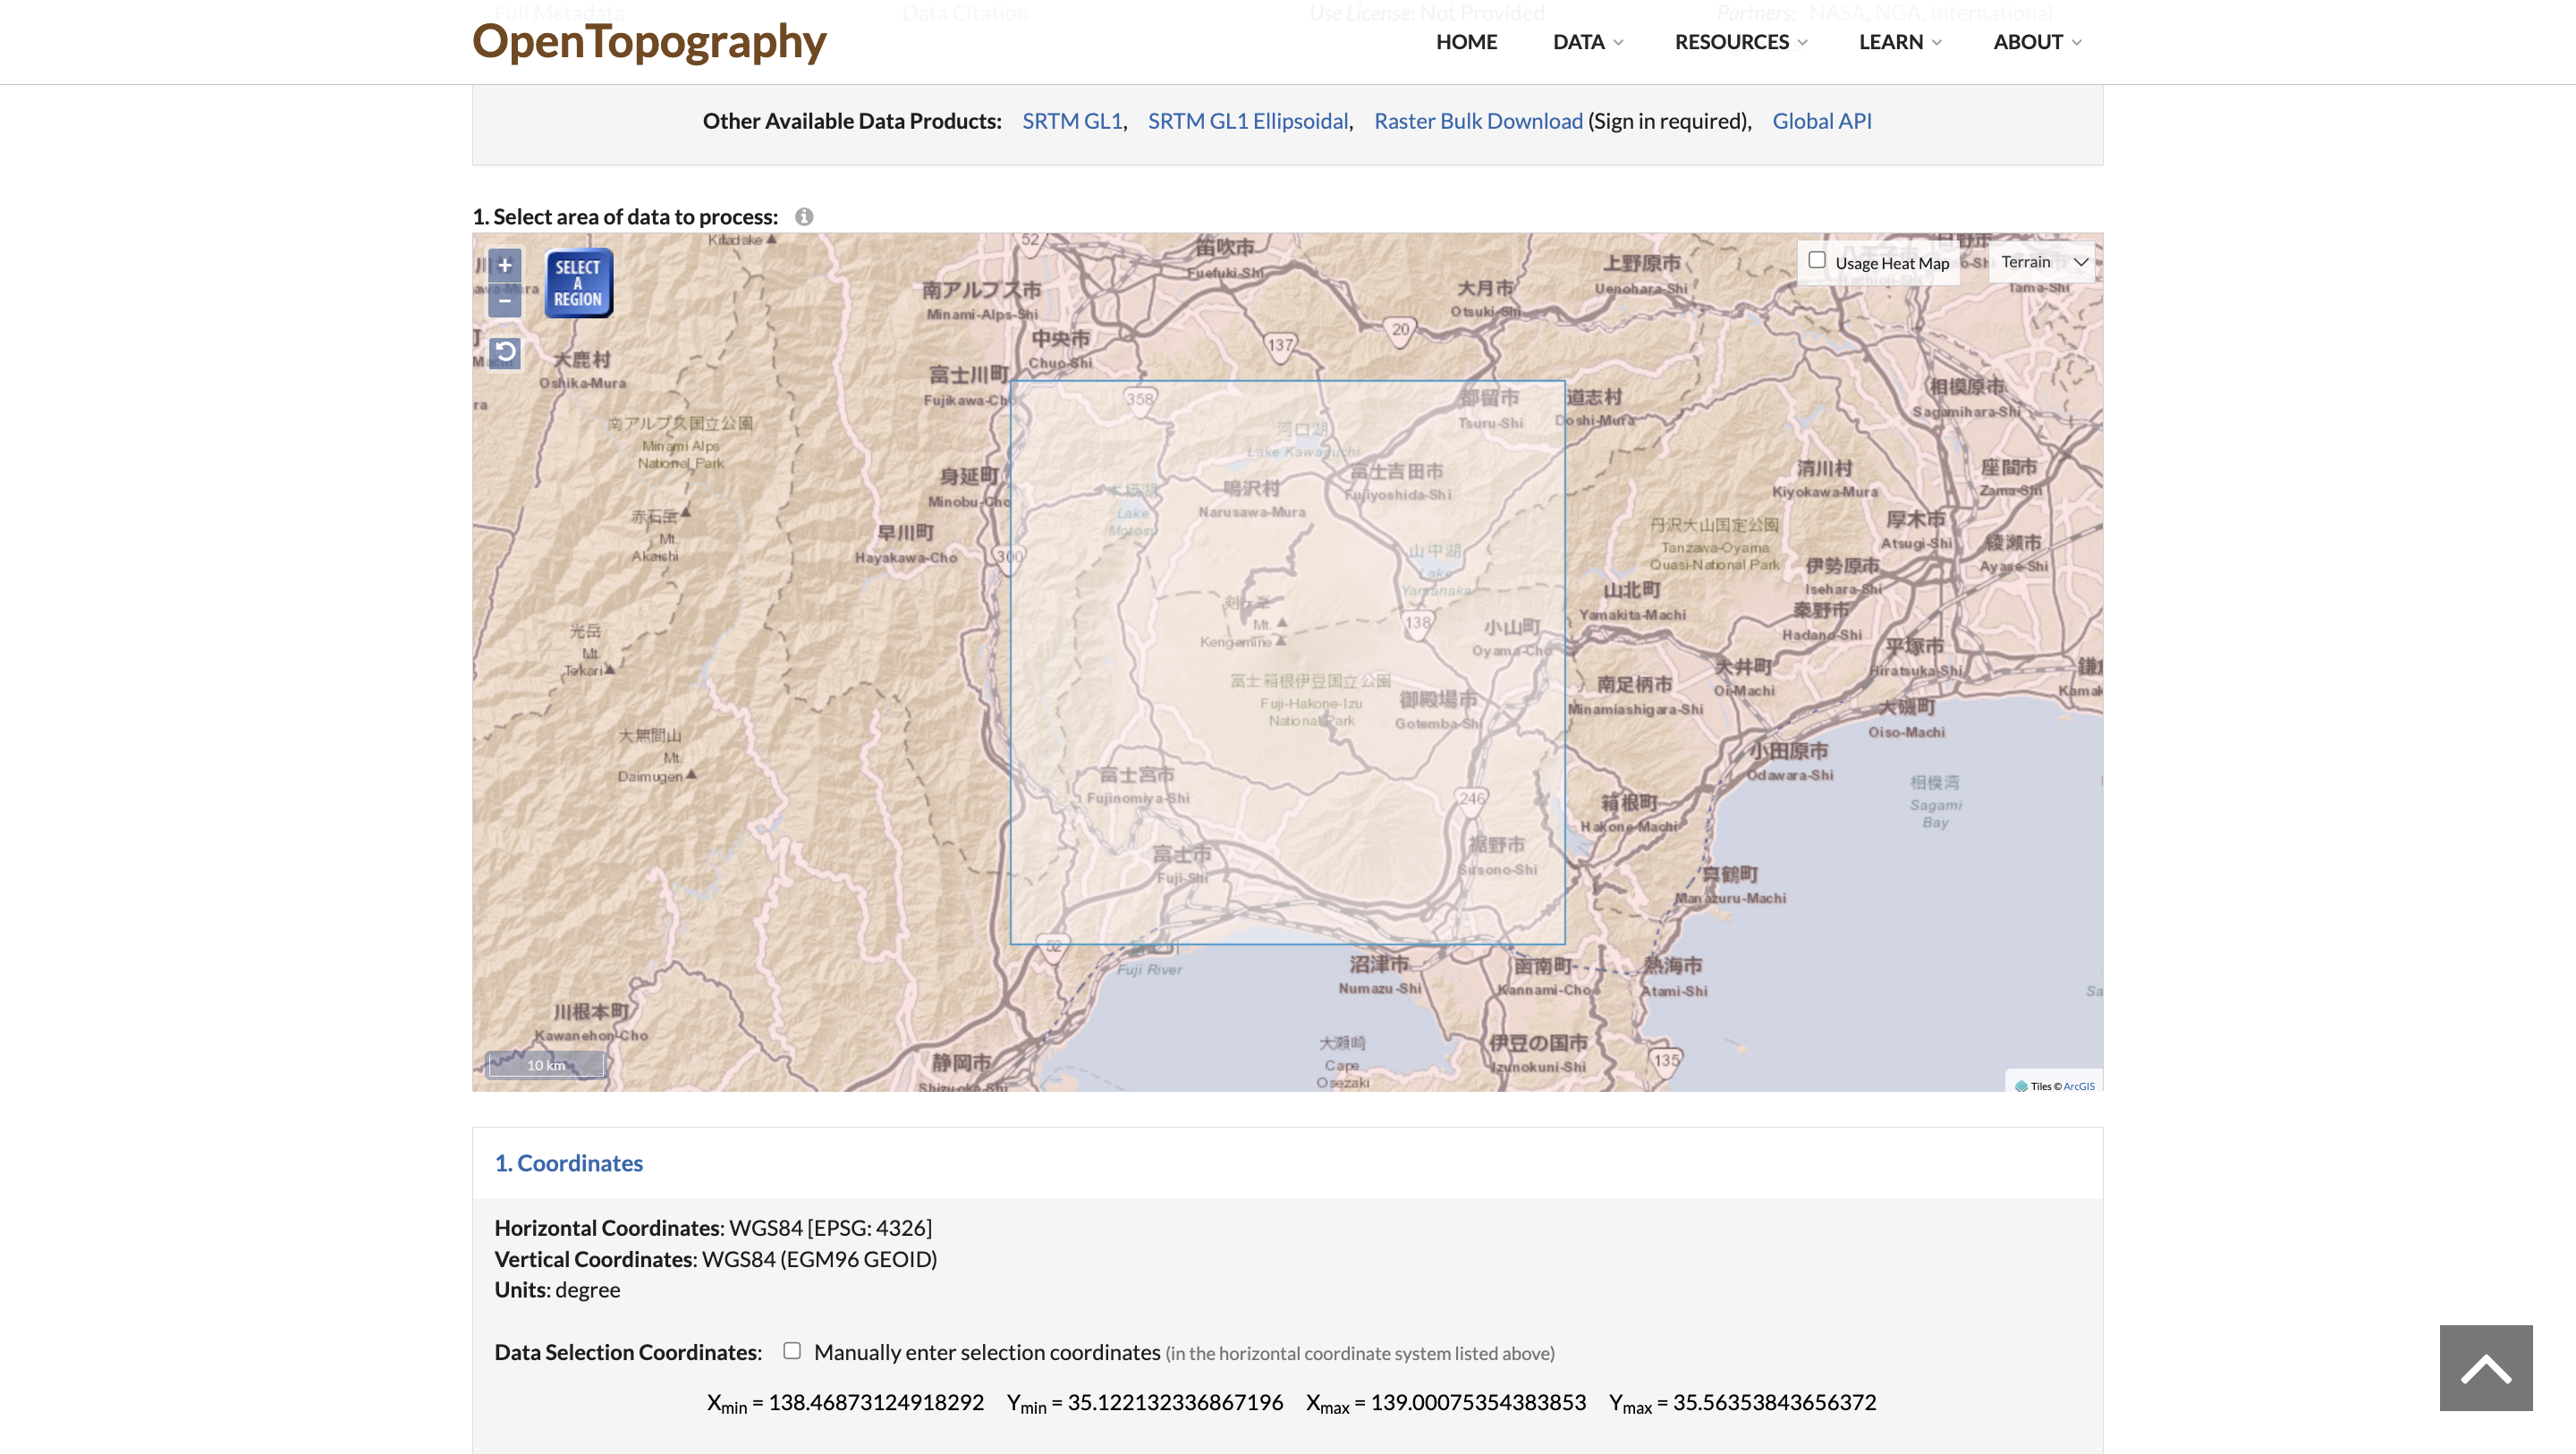 Full Metadata Data Citation Use License: Not Provided Partners: NASA, NGA, International
OpenTopography
HOME DATA RESOURCES LEARN ABOUT
Other Available Data Products: SRTM GL1, SRTM GL1 Ellipsoidal, Raster Bulk Download (Sign in required), Global API
1. Select area of data to process:
+
−
SELECT
A
REGION
Usage Heat Map
Terrain
Kitadake
52
笛吹市
Fuefuki-Shi
上野原市
Uenohara-Shi
Tama-Shi
南アルプス市
Minami-Alps-Shi
大月市
Otsuki-Shi
中央市
Chuo-Shi
137
20
大鹿村
Oshika-Mura
富士川町
Fujikawa-Cho
358
都留市
Tsuru-Shi
道志村
Doshi-Mura
相模原市
Sagamihara-Shi
南アルプス国立公園
Minami Alps
National Park
河口湖
Lake Kawaguchi
身延町
Minobu-Cho
本栖湖
Lake
Motosu
鳴沢村
Narusawa-Mura
富士吉田市
Fujiyoshida-Shi
清川村
Kiyokawa-Mura
座間市
Zama-Shi
赤石岳
Mt.
Akaishi
早川町
Hayakawa-Cho
300
山中湖
Lake
Yamanaka
丹沢大山国定公園
Tanzawa-Oyama
Quasi-National Park
厚木市
Atsugi-Shi
綾瀬市
Ayase-Shi
伊勢原市
Isehara-Shi
剣ヶ峯
Mt.
Kengamine
138
小山町
Oyama-Cho
山北町
Yamakita-Machi
秦野市
Hadano-Shi
光岳
Mt.
Tekari
平塚市
Hiratsuka-Shi
大井町
Oi-Machi
Kamak
富士箱根伊豆国立公園
Fuji-Hakone-Izu
National Park
御殿場市
Gotemba-Shi
南足柄市
Minamiashigara-Shi
大磯町
Oiso-Machi
大無間山
Mt.
Daimugen
小田原市
Odawara-Shi
富士宮市
Fujinomiya-Shi
246
箱根町
Hakone-Machi
相模湾
Sagami
Bay
富士市
Fuji-Shi
裾野市
Susono-Shi
真鶴町
Manazuru-Machi
52
Fuji River
沼津市
Numazu-Shi
函南町
Kannami-Cho
熱海市
Atami-Shi
Sa
川根本町
Kawanehon-Cho
大瀬崎
Cape
Osezaki
伊豆の国市
Izunokuni-Shi
135
静岡市
Shizuoka-Shi
10 km
Tiles © ArcGIS
1. Coordinates
Horizontal Coordinates: WGS84 [EPSG: 4326]
Vertical Coordinates: WGS84 (EGM96 GEOID)
Units: degree
Data Selection Coordinates: Manually enter selection coordinates (in the horizontal coordinate system listed above)
Xmin = 138.46873124918292 Ymin = 35.122132336867196 Xmax = 139.00075354383853 Ymax = 35.56353843656372